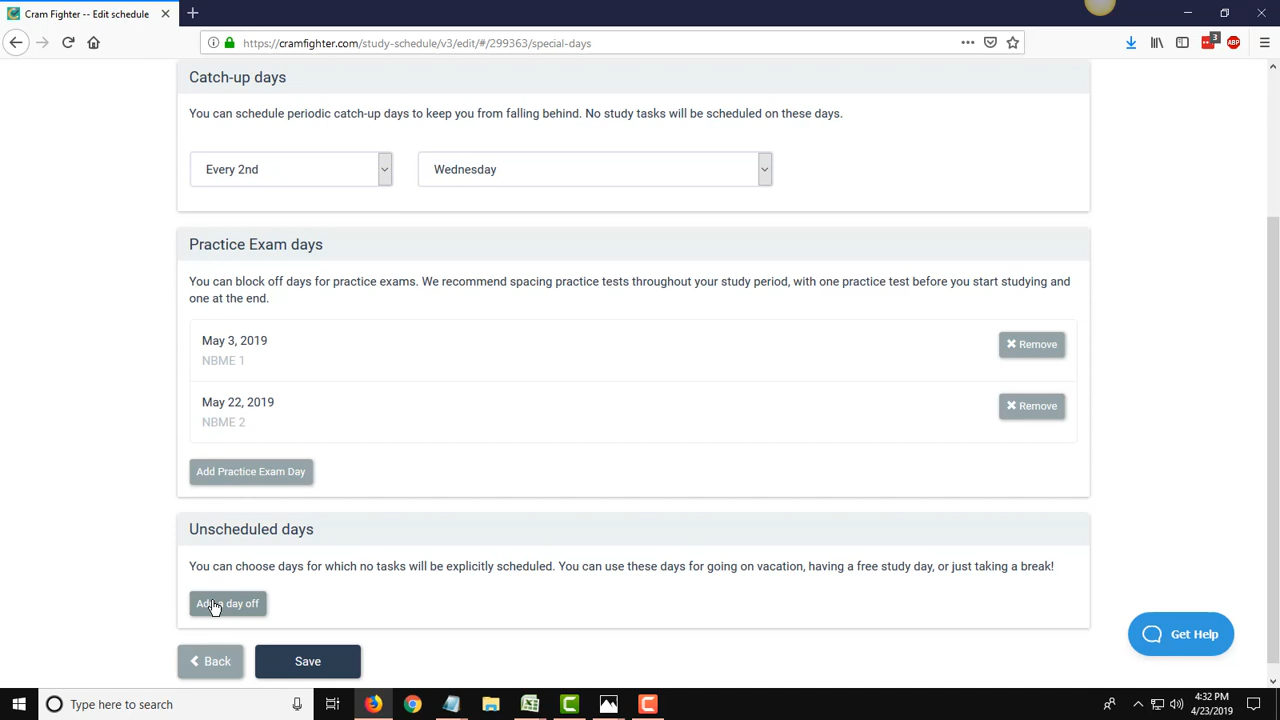 Cram Fighter -- Edit schedule
https://cramfighter.com/study-schedule/v3/edit/#/299363/special-days
3
ABP
Catch-up days
You can schedule periodic catch-up days to keep you from falling behind. No study tasks will be scheduled on these days.
Every 2nd
Wednesday
Practice Exam days
You can block off days for practice exams. We recommend spacing practice tests throughout your study period, with one practice test before you start studying and
one at the end.
May 3, 2019
Remove
NBME 1
May 22, 2019
Remove
NBME 2
Add Practice Exam Day
Unscheduled days
You can choose days for which no tasks will be explicitly scheduled. You can use these days for going on vacation, having a free study day, or just taking a break!
Add a day off
Get Help
Back
Save
Type here to search
4:32 PM
4/23/2019